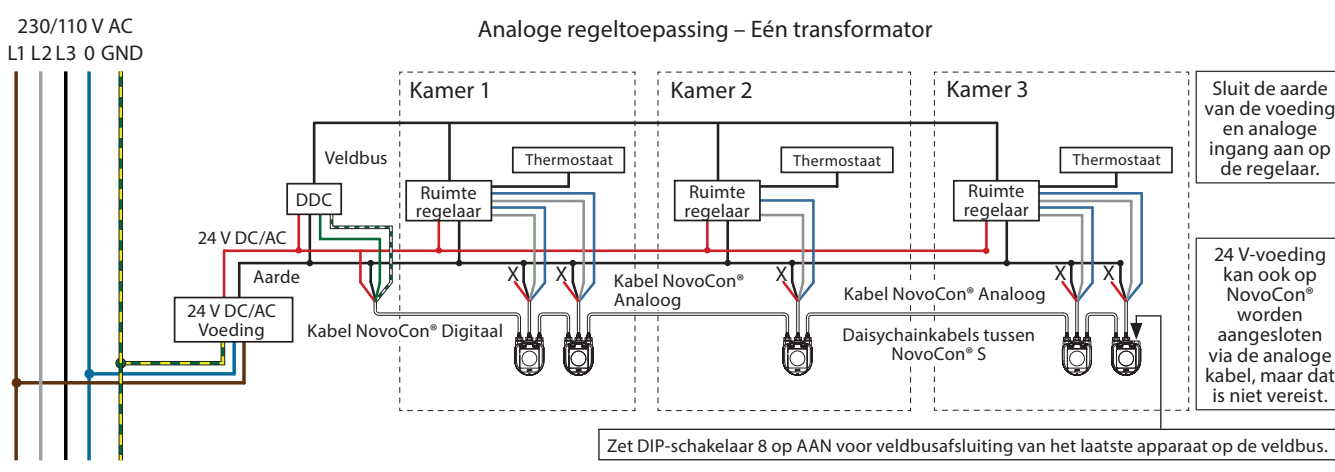 Analoge regeltoepassing – Eén transformator
230/110 V AC
L1 L2 L3 0 GND
Kamer 1
Kamer 2
Kamer 3
Sluit de aarde
van de voeding
en analoge
ingang aan op
de regelaar.
Veldbus
Thermostaat
Thermostaat
Thermostaat
DDC
Ruimte
regelaar
Ruimte
regelaar
Ruimte
regelaar
24 V DC/AC
Aarde
X
X
X
X
X
Kabel NovoCon® 
Analoog
Kabel NovoCon® Analoog
24 V DC/AC
Voeding
Kabel NovoCon® Digitaal
Daisychainkabels tussen
NovoCon® S
24 V-voeding
kan ook op
NovoCon®
worden
aangesloten
via de analoge
kabel, maar dat
is niet vereist.
Zet DIP-schakelaar 8 op AAN voor veldbusafsluiting van het laatste apparaat op de veldbus.